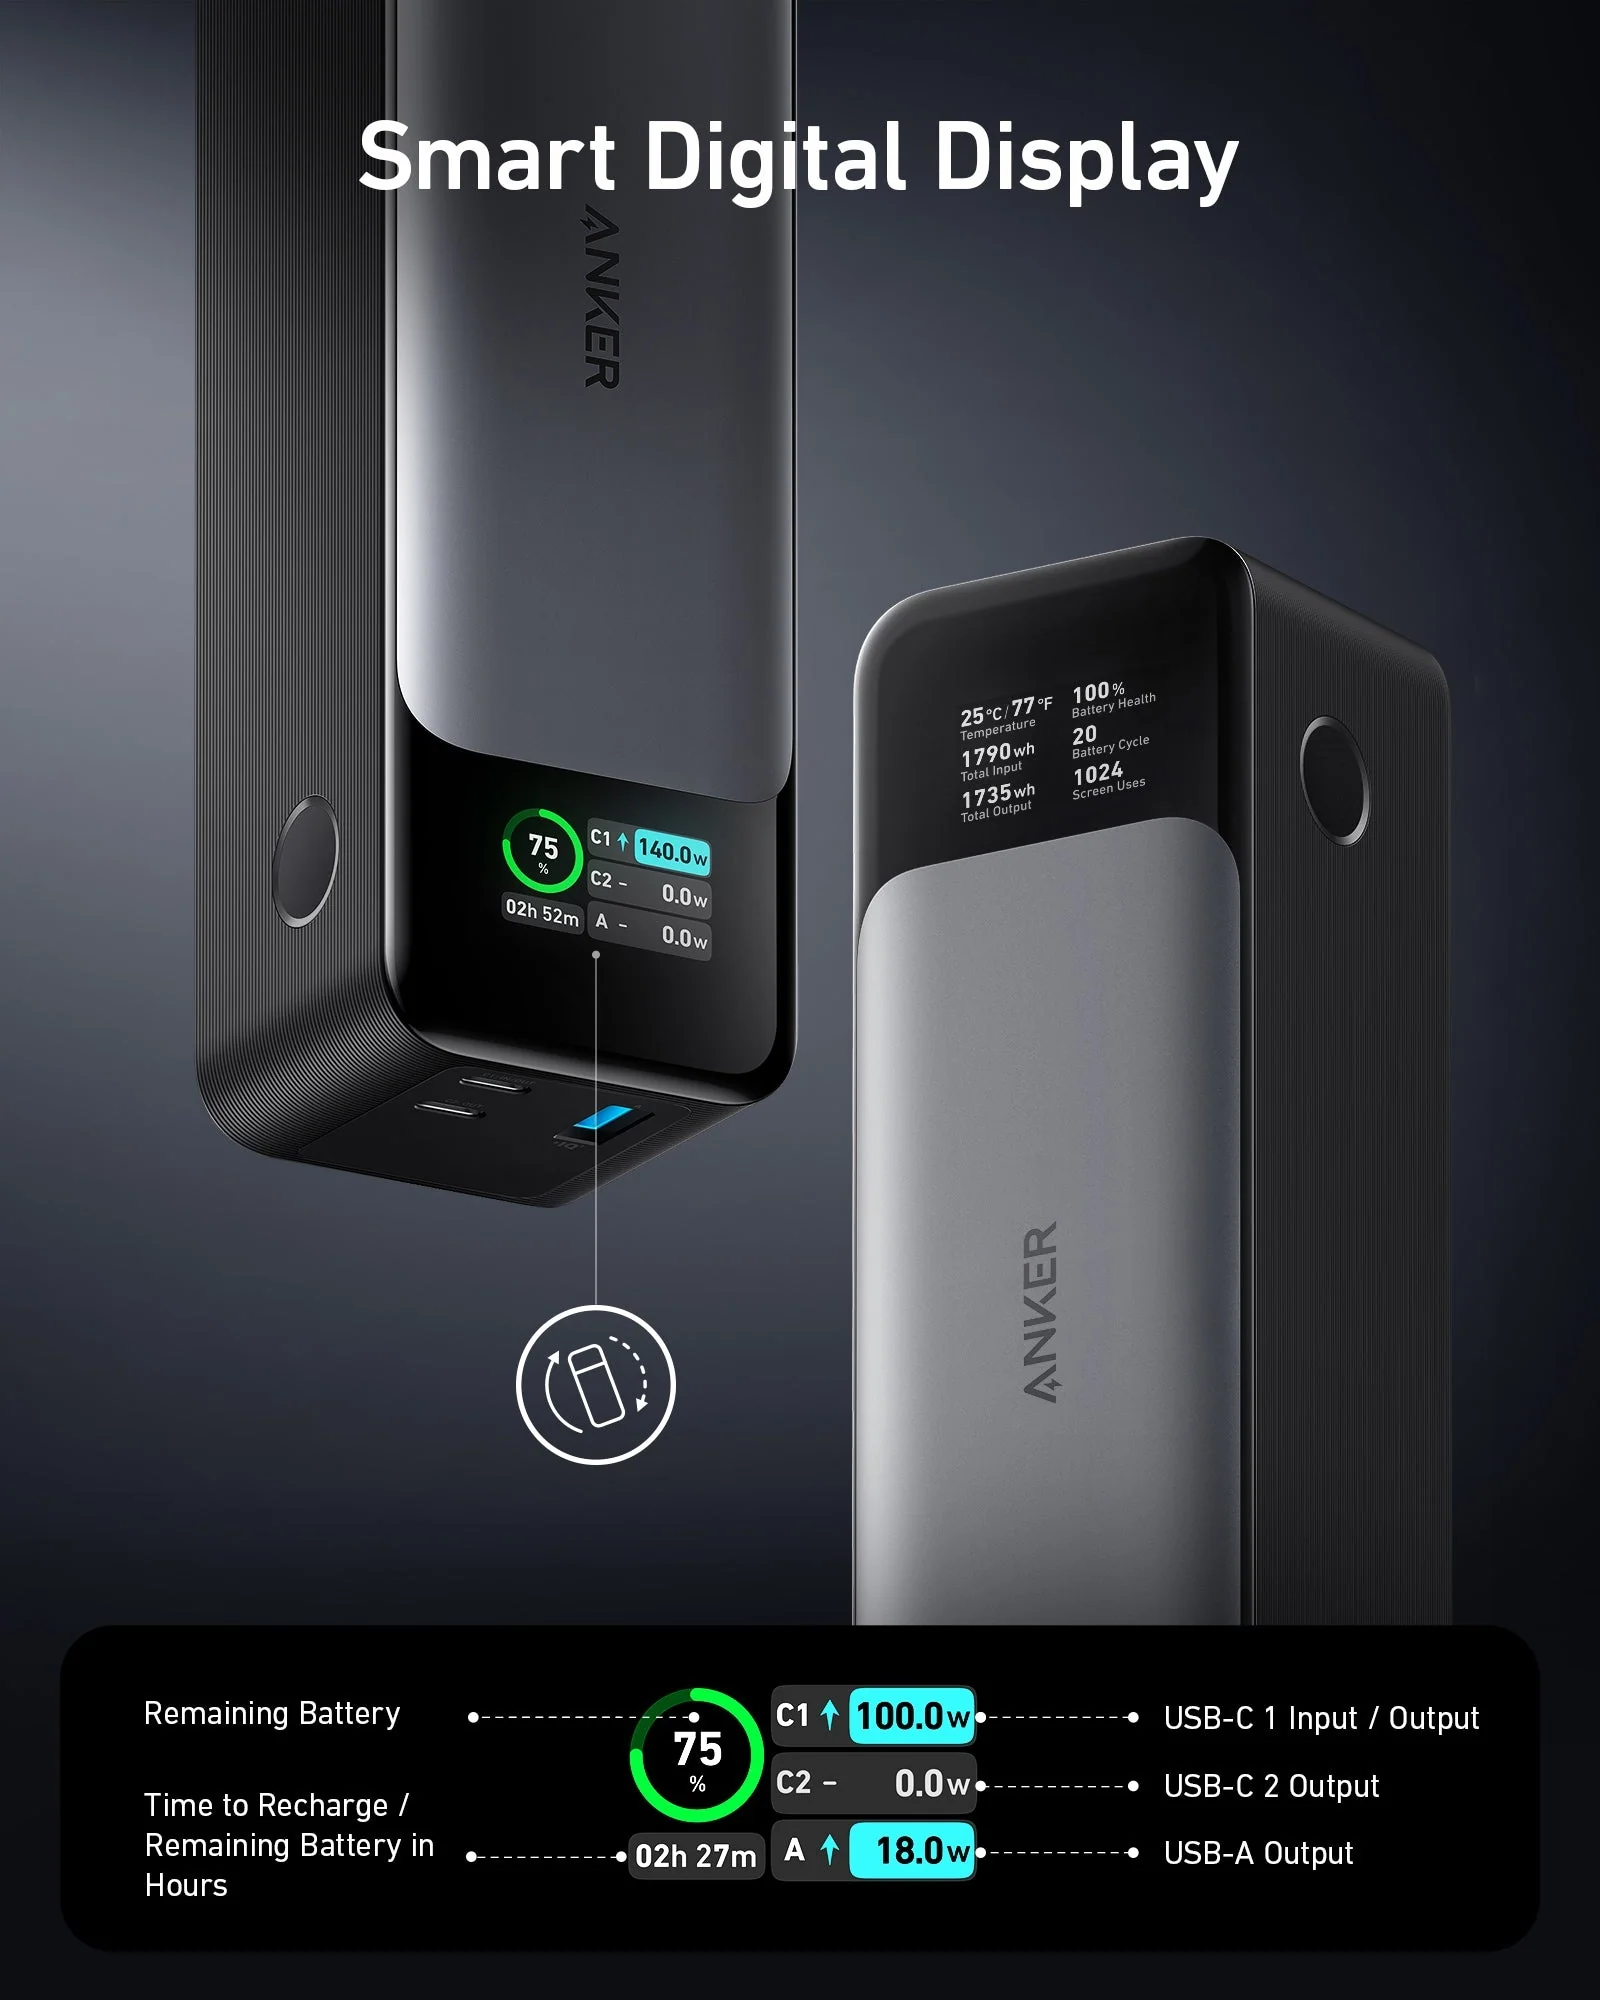 Smart Digital Display
ANKER
25°C/77°F
Temperature
100%
Battery Health
1790wh
Total Input
20
Battery Cycle
1735wh
Total Output
1024
Screen Uses
75
%
02h 52m
C1 140.0w
C2 - 0.0w
A - 0.0w
ANKER
Remaining Battery
Time to Recharge /
Remaining Battery in
Hours
75
%
02h 27m
C1 100.0w
C2 - 0.0w
A 18.0w
USB-C 1 Input / Output
USB-C 2 Output
USB-A Output